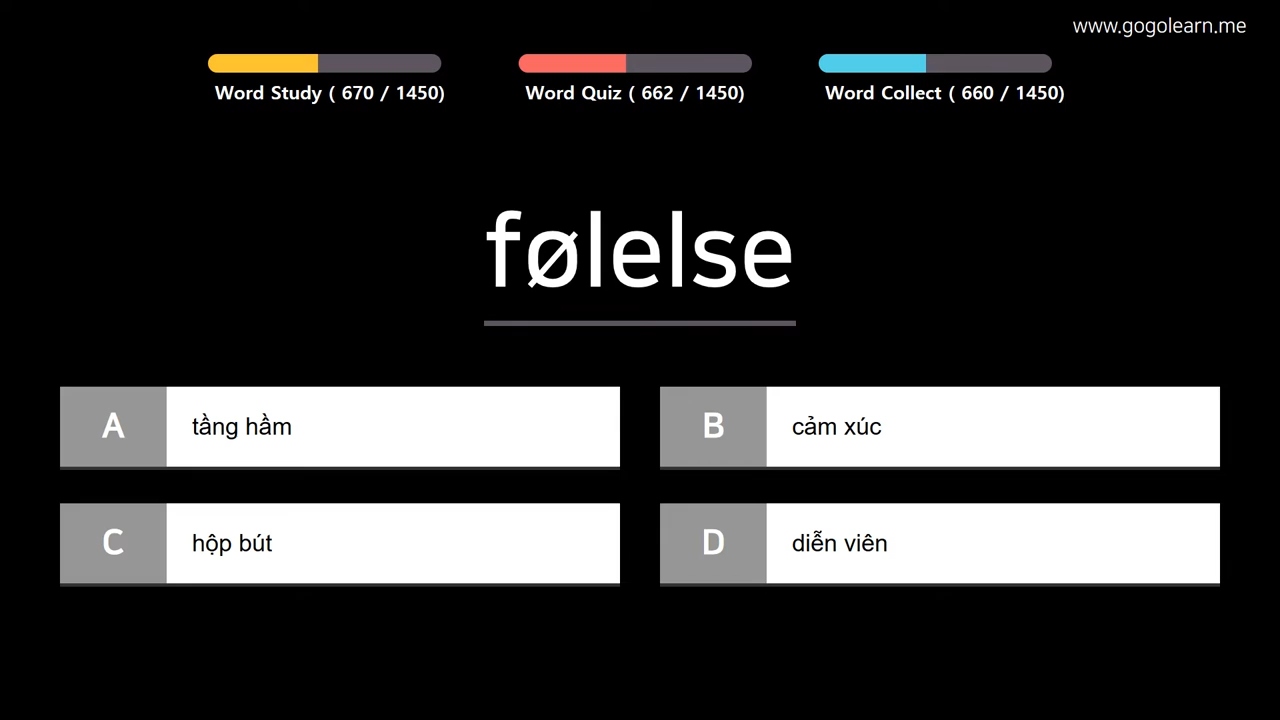 www.gogolearn.me
Word Study ( 670 / 1450)
Word Quiz ( 662 / 1450)
Word Collect ( 660 / 1450)
følelse
A tầng hầm
B cảm xúc
C hộp bút
D diễn viên